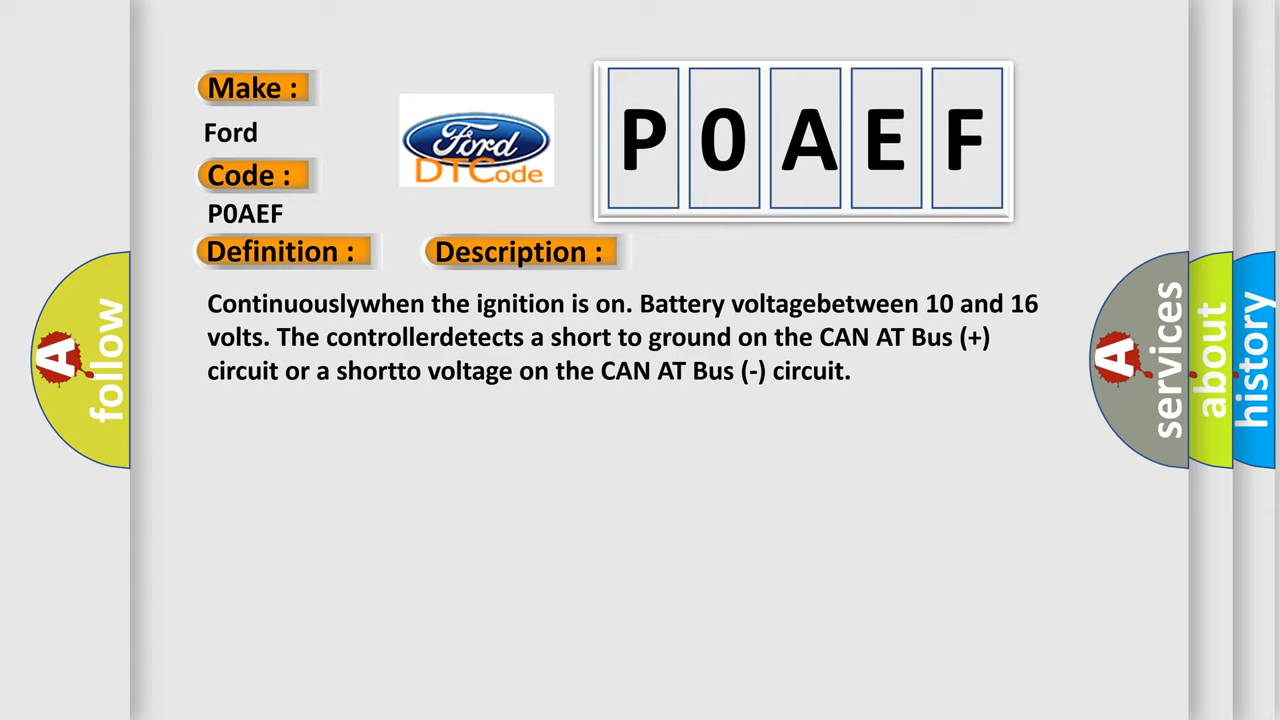 Make :
Ford
Code :
P0AEF
Ford
DTCode
P0AEF
Definition :
Description :
Continuouslywhen the ignition is on. Battery voltagebetween 10 and 16
volts. The controllerdetects a short to ground on the CAN AT Bus (+)
circuit or a shortto voltage on the CAN AT Bus (-) circuit.
A follow
A services
about
history